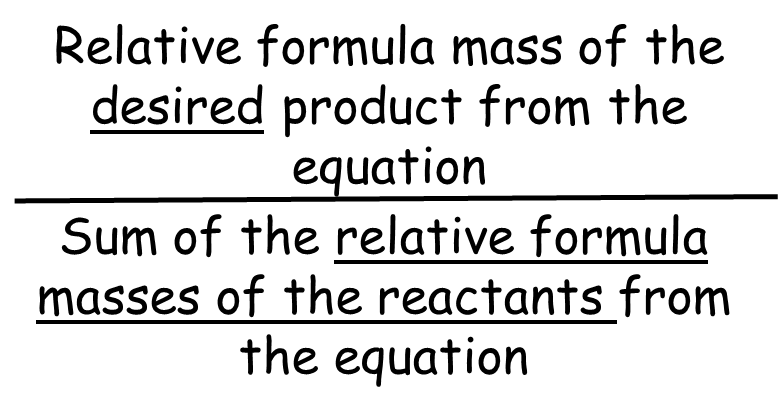 Relative formula mass of the
desired product from the
equation
Sum of the relative formula
masses of the reactants from
the equation